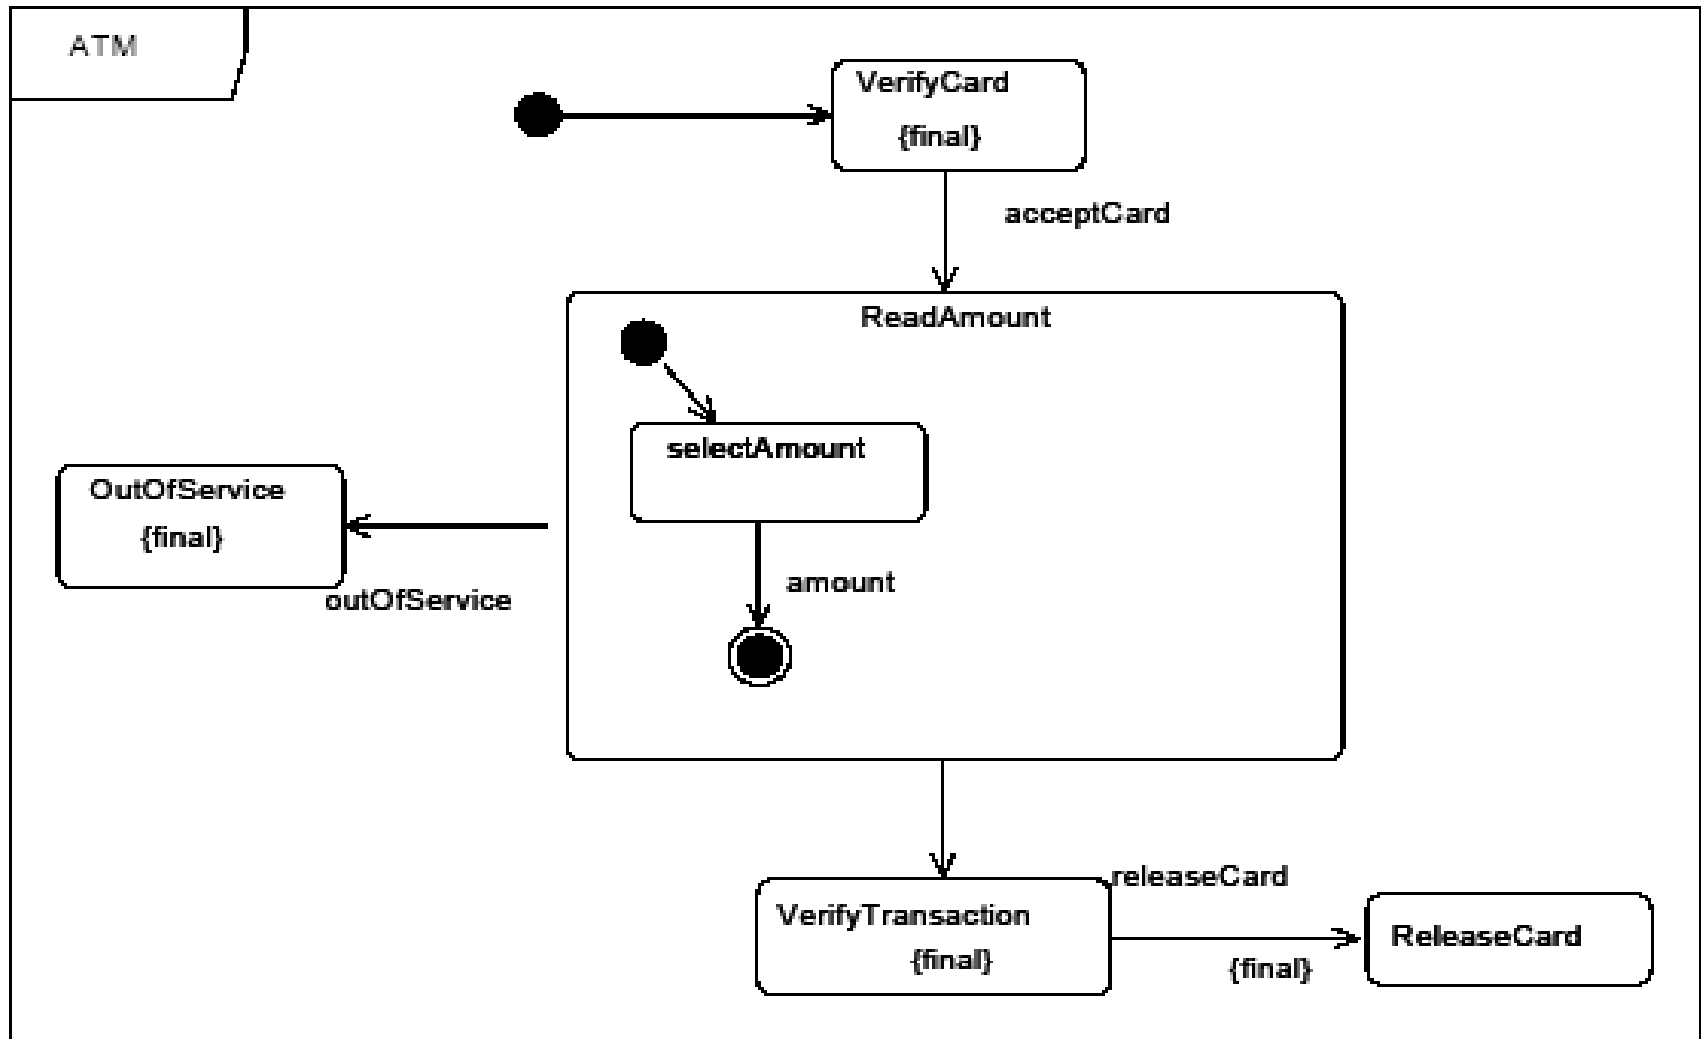 ATM
VerifyCard
{final}
acceptCard
ReadAmount
selectAmount
OutOfService
{final}
outOfService
amount
releaseCard
VerifyTransaction
{final}
{final}
ReleaseCard